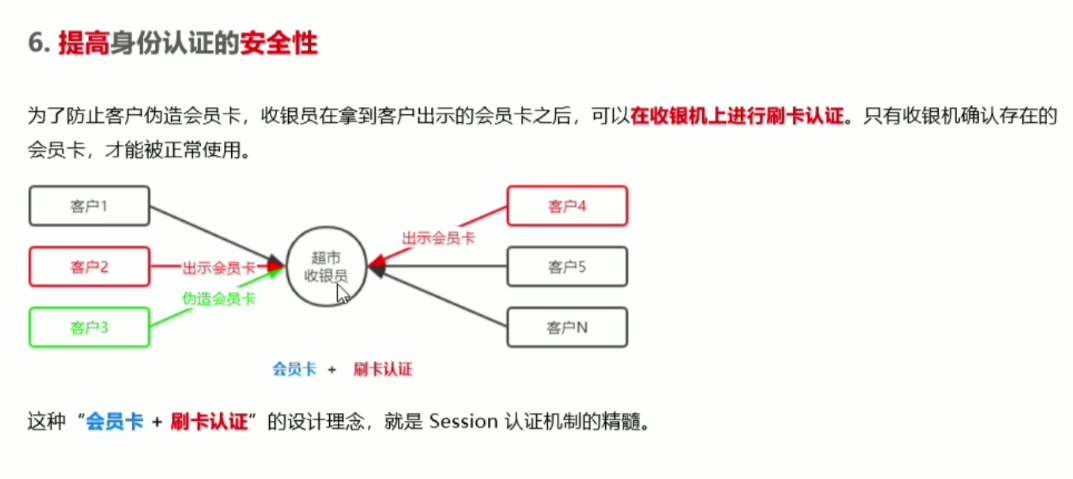 6. 提高身份认证的安全性
为了防止客户伪造会员卡，收银员在拿到客户出示的会员卡之后，可以在收银机上进行刷卡认证。只有收银机确认存在的
会员卡，才能被正常使用。
客户1
客户4
出示会员卡
超市
收银员
客户2
出示会员卡
客户5
伪造会员卡
客户3
客户N
会员卡 + 刷卡认证
这种“会员卡 + 刷卡认证”的设计理念，就是 Session 认证机制的精髓。